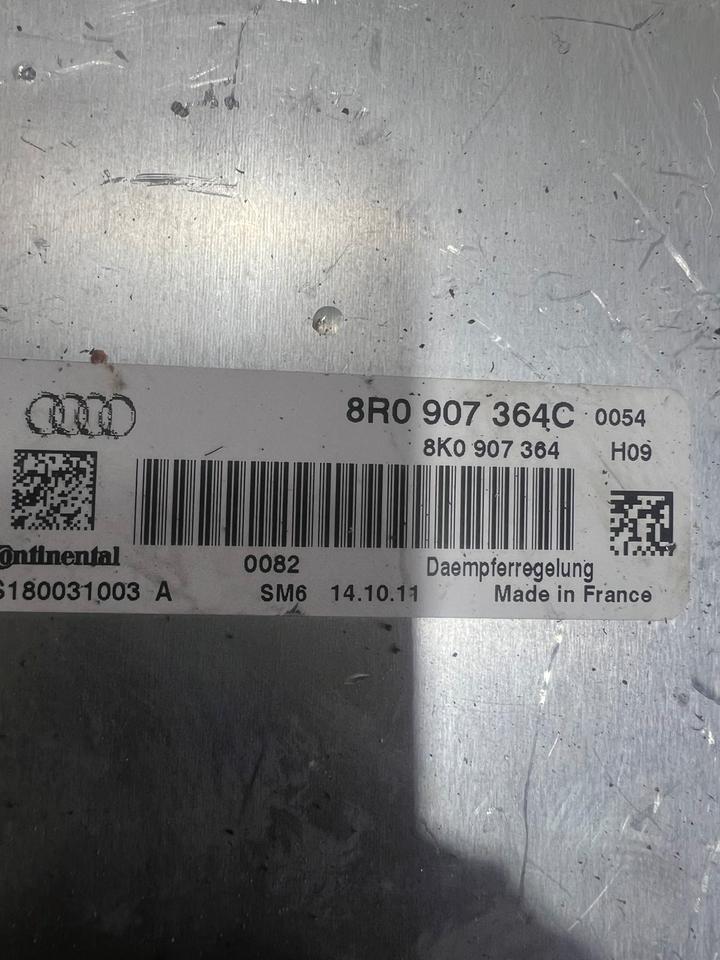 8R0 907 364C 0054
8K0 907 364 H09
Continental
0082 Daempferregelung
S180031003 A SM6 14.10.11 Made in France